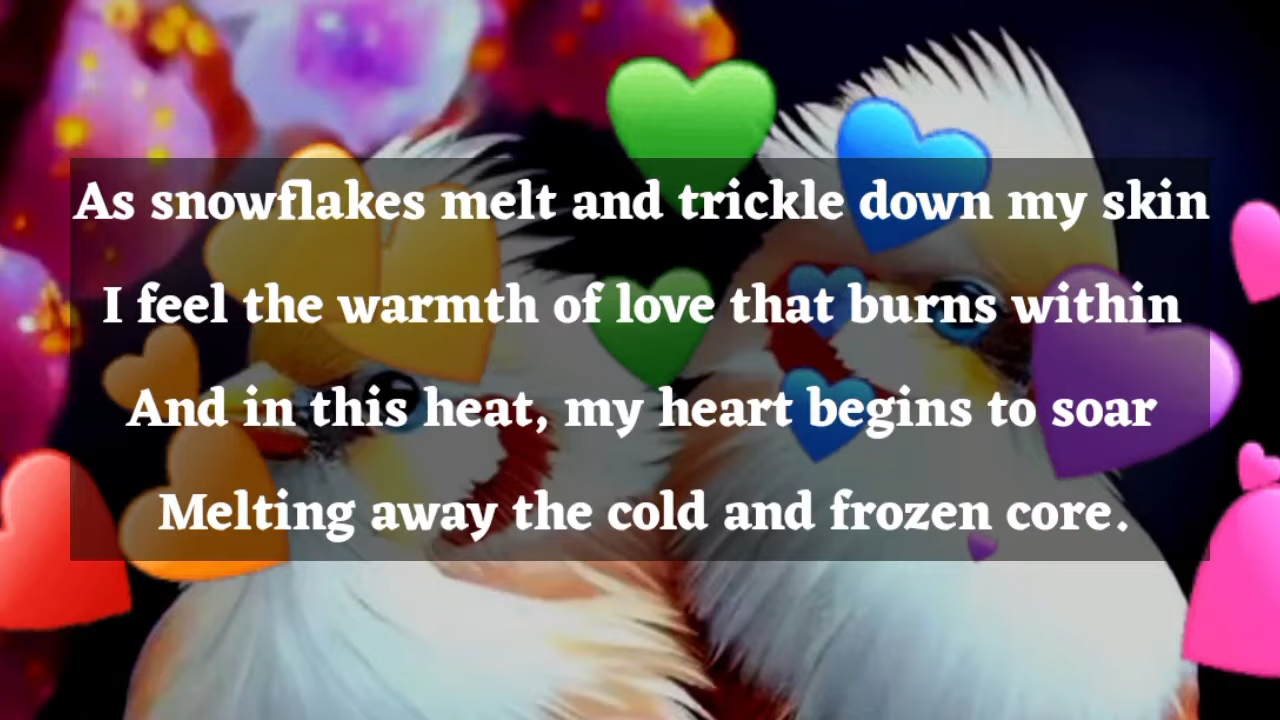 As snowflakes melt and trickle down my skin
I feel the warmth of love that burns within
And in this heat, my heart begins to soar
Melting away the cold and frozen core.